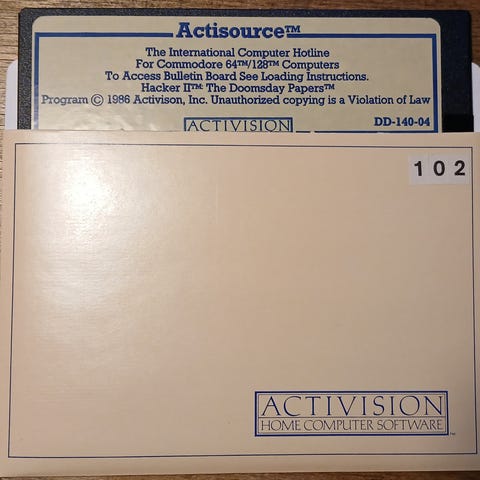 Actisource™
The International Computer Hotline
For Commodore 64™/128™ Computers
To Access Bulletin Board See Loading Instructions.
Hacker II™: The Doomsday Papers™
Program © 1986 Activison, Inc. Unauthorized copying is a Violation of Law
ACTIVISION
DD-140-04
102
ACTIVISION
HOME COMPUTER SOFTWARE™